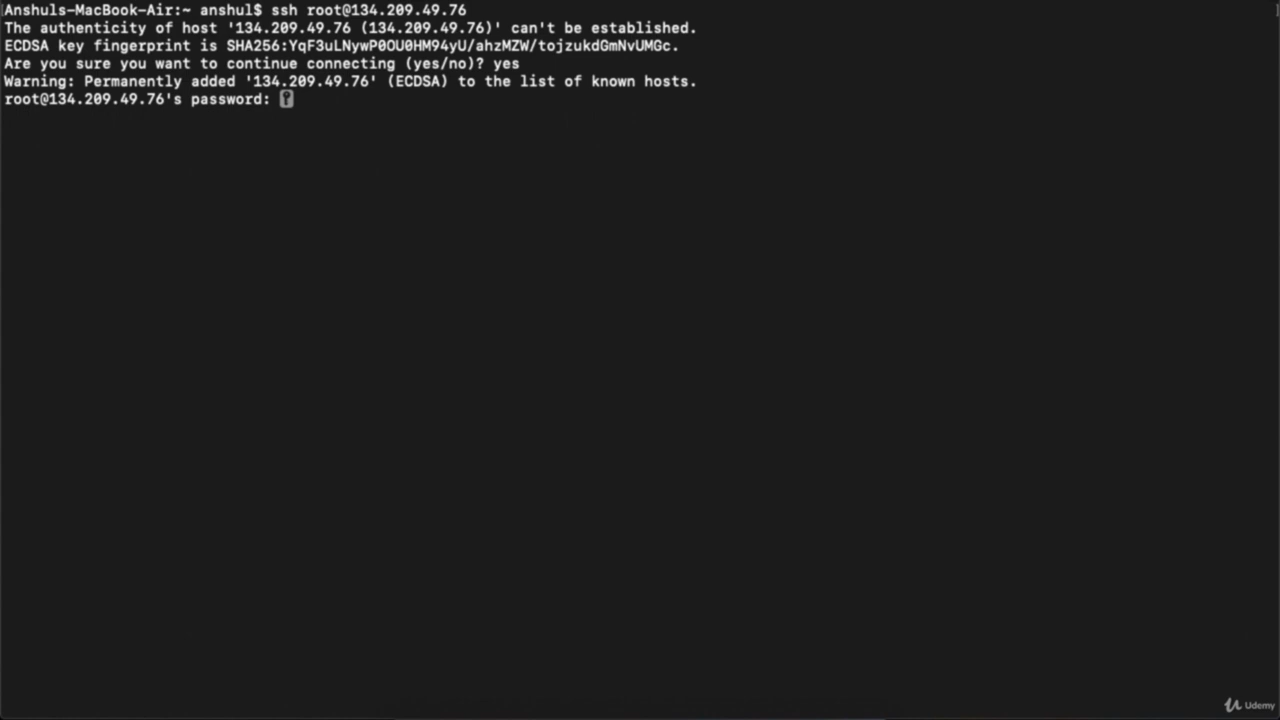 Anshuls-MacBook-Air:~ anshul$ ssh root@134.209.49.76
The authenticity of host '134.209.49.76 (134.209.49.76)' can't be established.
ECDSA key fingerprint is SHA256:YqF3uLNywP0OU0HM94yU/ahzMZW/tojzukdGmNvUMGc.
Are you sure you want to continue connecting (yes/no)? yes
Warning: Permanently added '134.209.49.76' (ECDSA) to the list of known hosts.
root@134.209.49.76's password:
Udemy